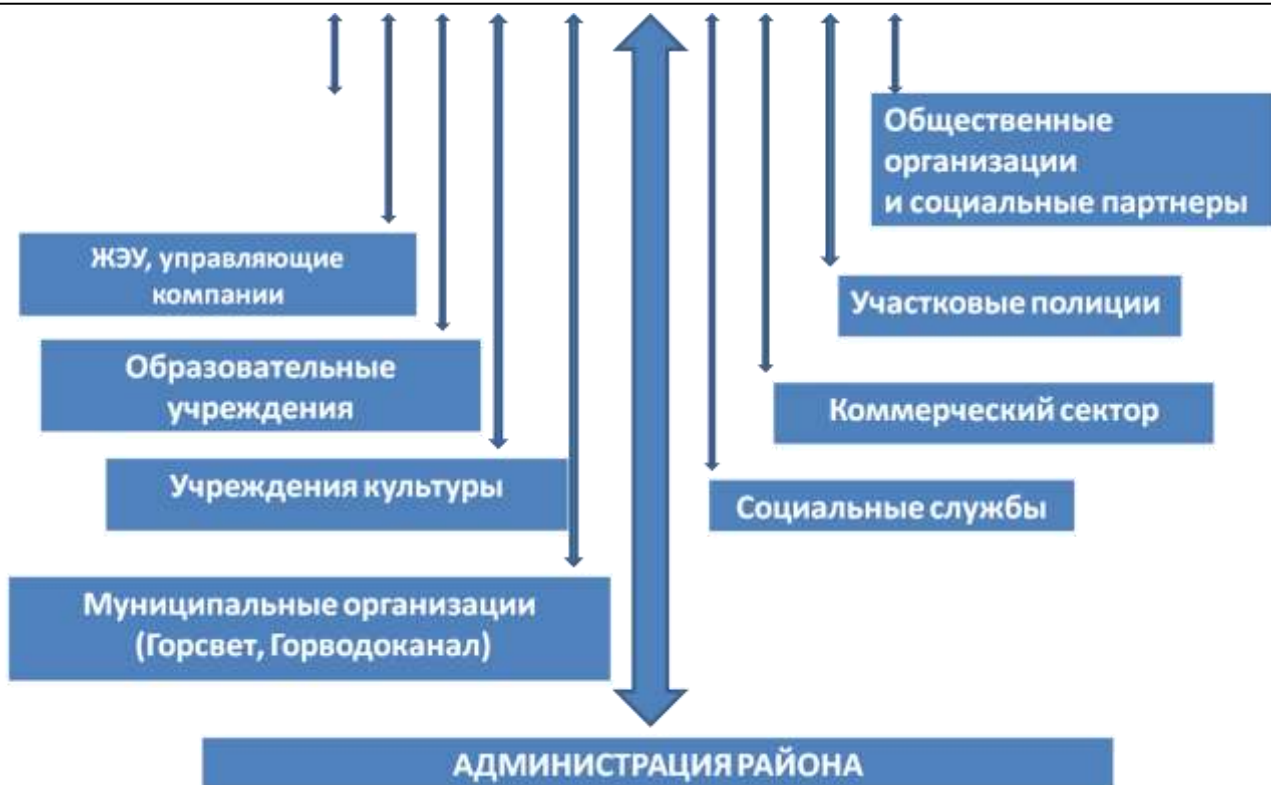 Общественные
организации
и социальные партнеры
ЖЭУ, управляющие
компании
Участковые полиции
Образовательные
учреждения
Коммерческий сектор
Учреждения культуры
Социальные службы
Муниципальные организации
(Горсвет, Горводоканал)
АДМИНИСТРАЦИЯ РАЙОНА